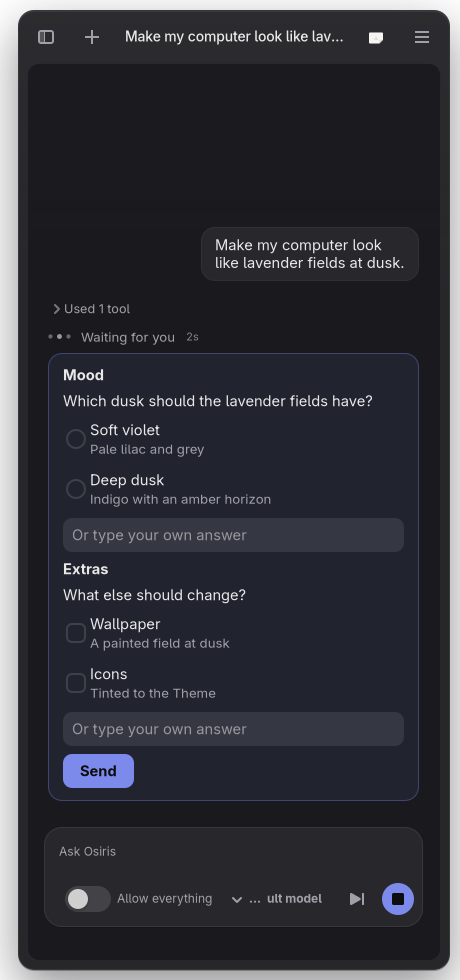 Make my computer look like lav...
Make my computer look
like lavender fields at dusk.
Used 1 tool
Waiting for you 2s
Mood
Which dusk should the lavender fields have?
Soft violet
Pale lilac and grey
Deep dusk
Indigo with an amber horizon
Or type your own answer
Extras
What else should change?
Wallpaper
A painted field at dusk
Icons
Tinted to the Theme
Or type your own answer
Send
Ask Osiris
Allow everything ... ult model